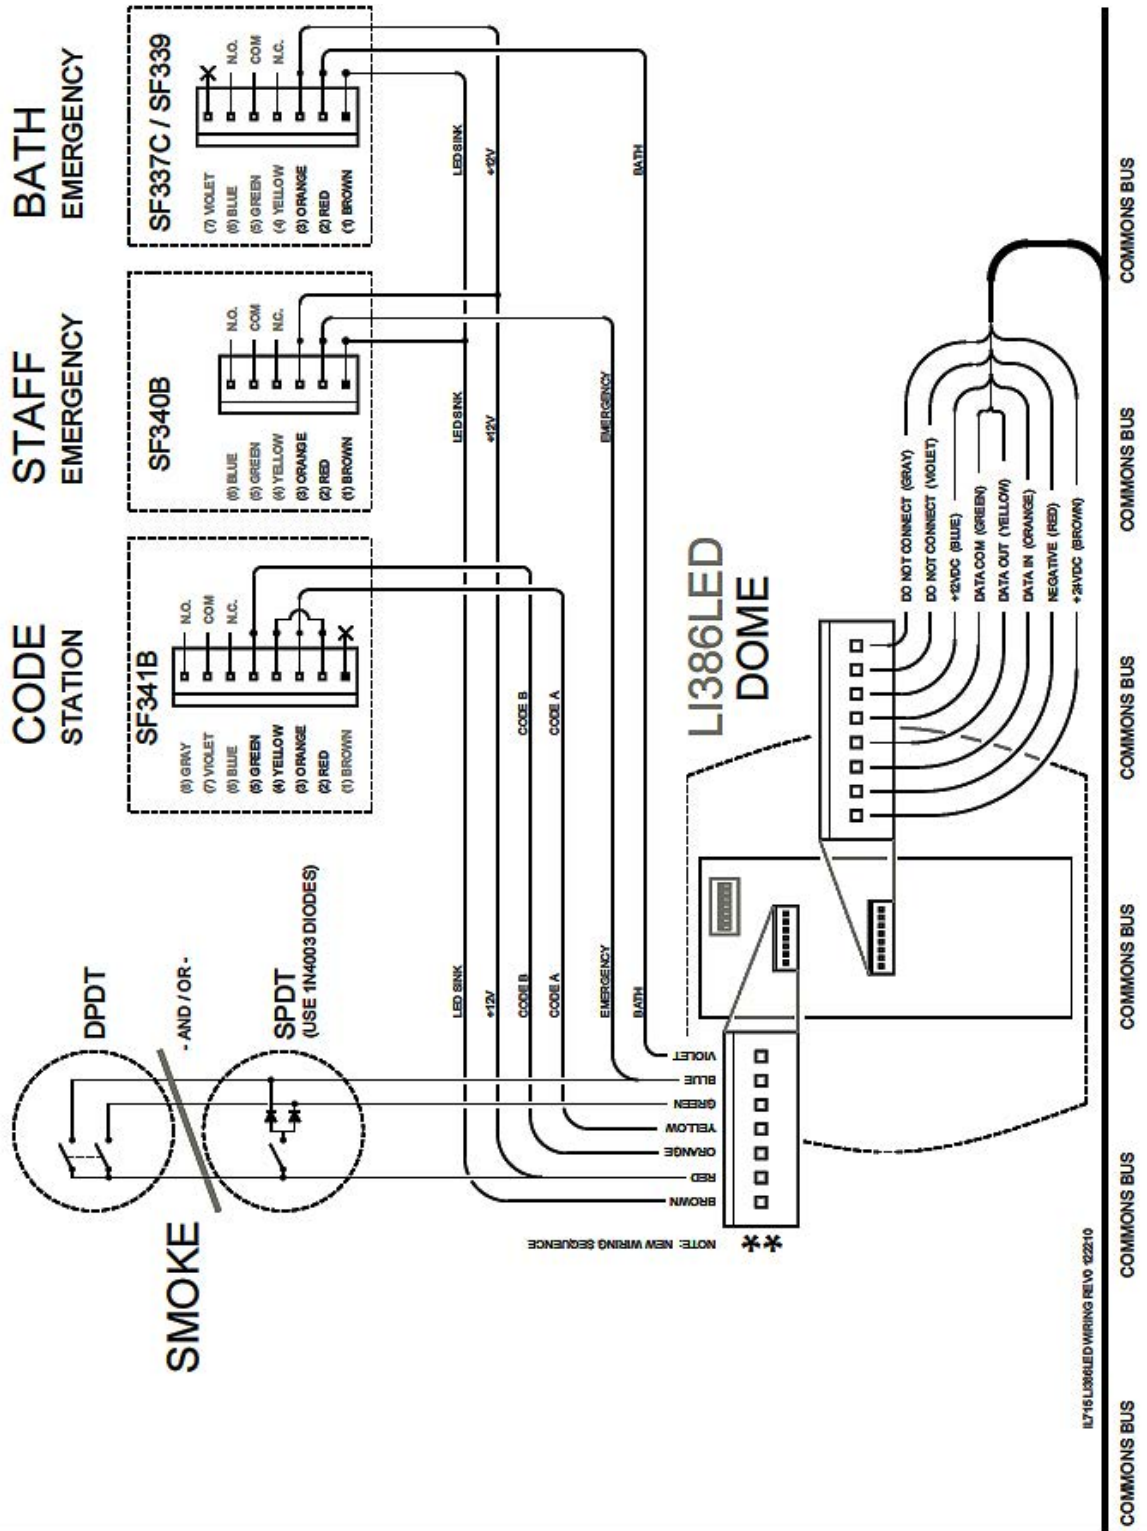 SMOKE
DPDT
- AND / OR -
SPDT
(USE 1N4003 DIODES)
CODE
STATION
SF341B
(8) GRAY
(7) VIOLET
(6) BLUE
(5) GREEN
(4) YELLOW
(3) ORANGE
(2) RED
(1) BROWN
N.O.
COM
N.C.
STAFF
EMERGENCY
SF340B
(6) BLUE
(5) GREEN
(4) YELLOW
(3) ORANGE
(2) RED
(1) BROWN
N.O.
COM
N.C.
BATH
EMERGENCY
SF337C / SF339
(7) VIOLET
(6) BLUE
(5) GREEN
(4) YELLOW
(3) ORANGE
(2) RED
(1) BROWN
N.O.
COM
N.C.
LED SINK
+12V
CODE B
CODE A
EMERGENCY
BATH
CODE B
CODE A
LED SINK
+12V
EMERGENCY
LED SINK
+12V
BATH
NOTE: NEW WIRING SEQUENCE
**
BROWN
RED
ORANGE
YELLOW
GREEN
BLUE
VIOLET
LI386LED
DOME
DO NOT CONNECT (GRAY)
DO NOT CONNECT (VIOLET)
+12VDC (BLUE)
DATA COM (GREEN)
DATA OUT (YELLOW)
DATA IN (ORANGE)
NEGATIVE (RED)
+24VDC (BROWN)
IL715 LI386LED WIRING REV0 122210
COMMONS BUS
COMMONS BUS
COMMONS BUS
COMMONS BUS
COMMONS BUS
COMMONS BUS